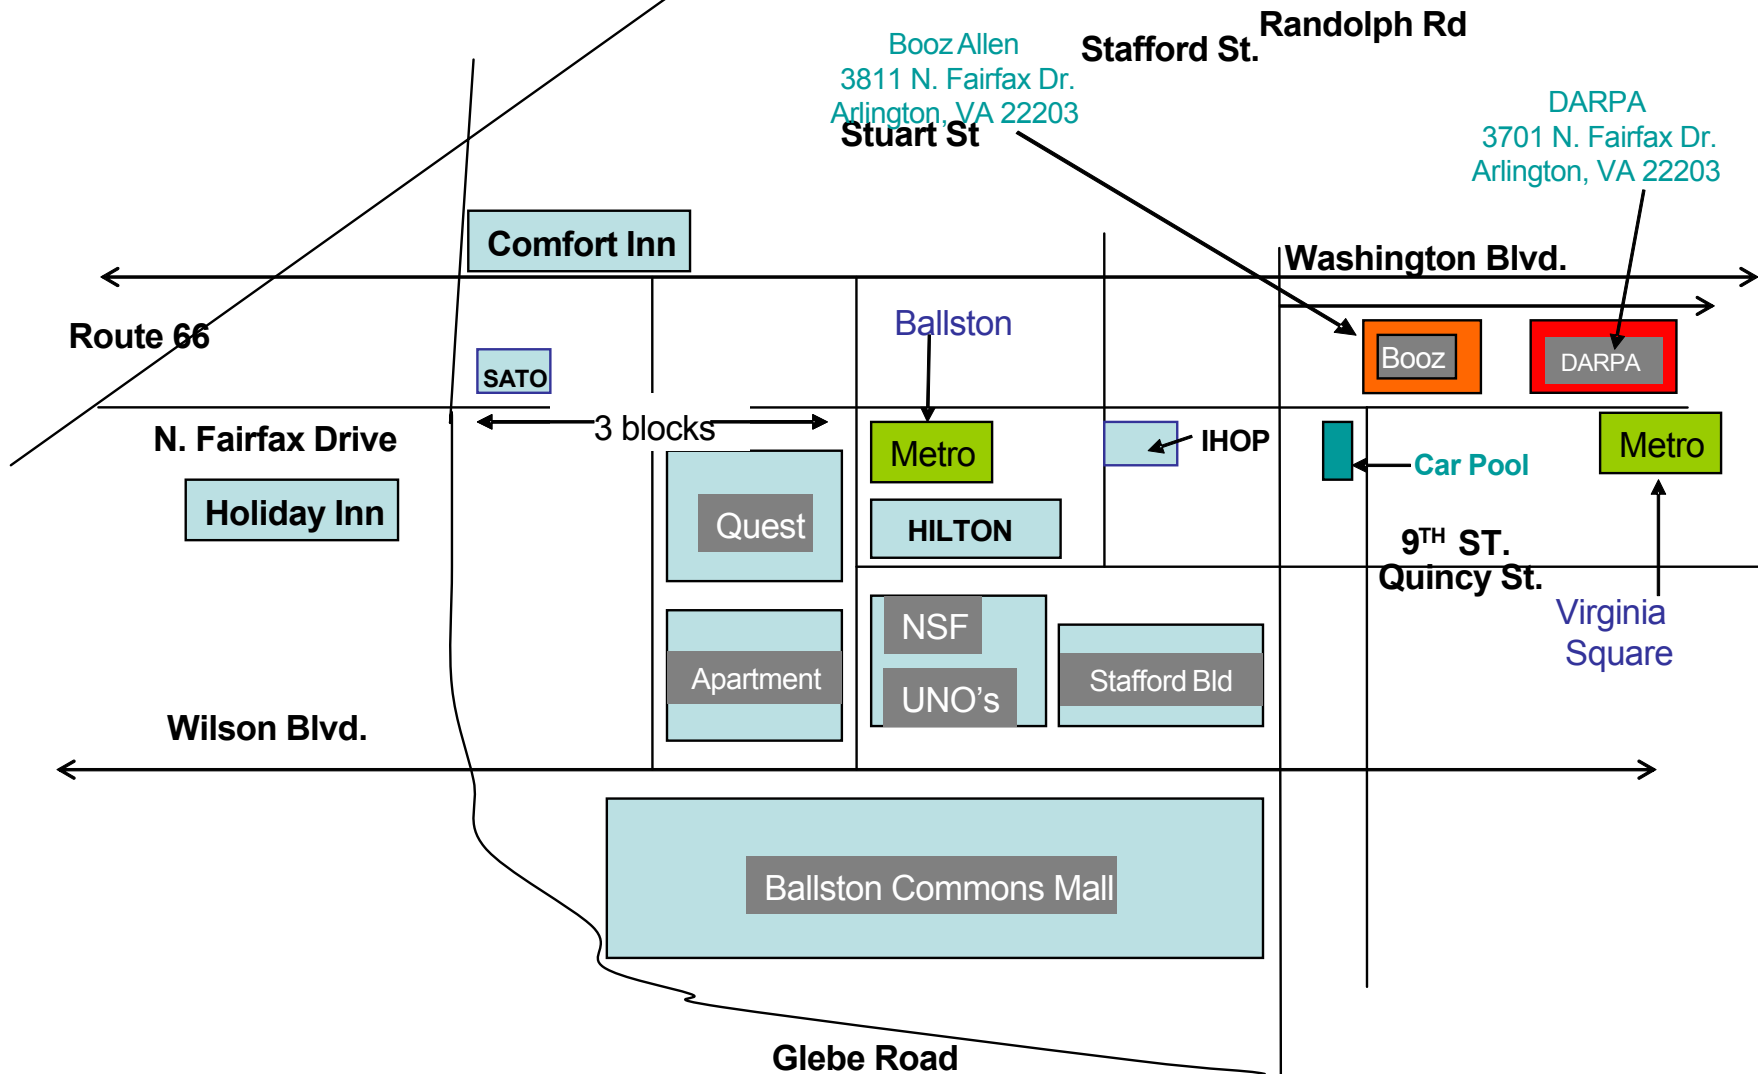 Randolph Rd
Stafford St.
Booz Allen
3811 N. Fairfax Dr.
Arlington, VA 22203
Stuart St
DARPA
3701 N. Fairfax Dr.
Arlington, VA 22203
Comfort Inn
Washington Blvd.
Route 66
Ballston
SATO
Booz
DARPA
N. Fairfax Drive
3 blocks
Metro
IHOP
Car Pool
Metro
Holiday Inn
Quest
HILTON
9TH ST.
Quincy St.
Virginia
Square
NSF
UNO's
Apartment
Stafford Bld
Wilson Blvd.
Ballston Commons Mall
Glebe Road